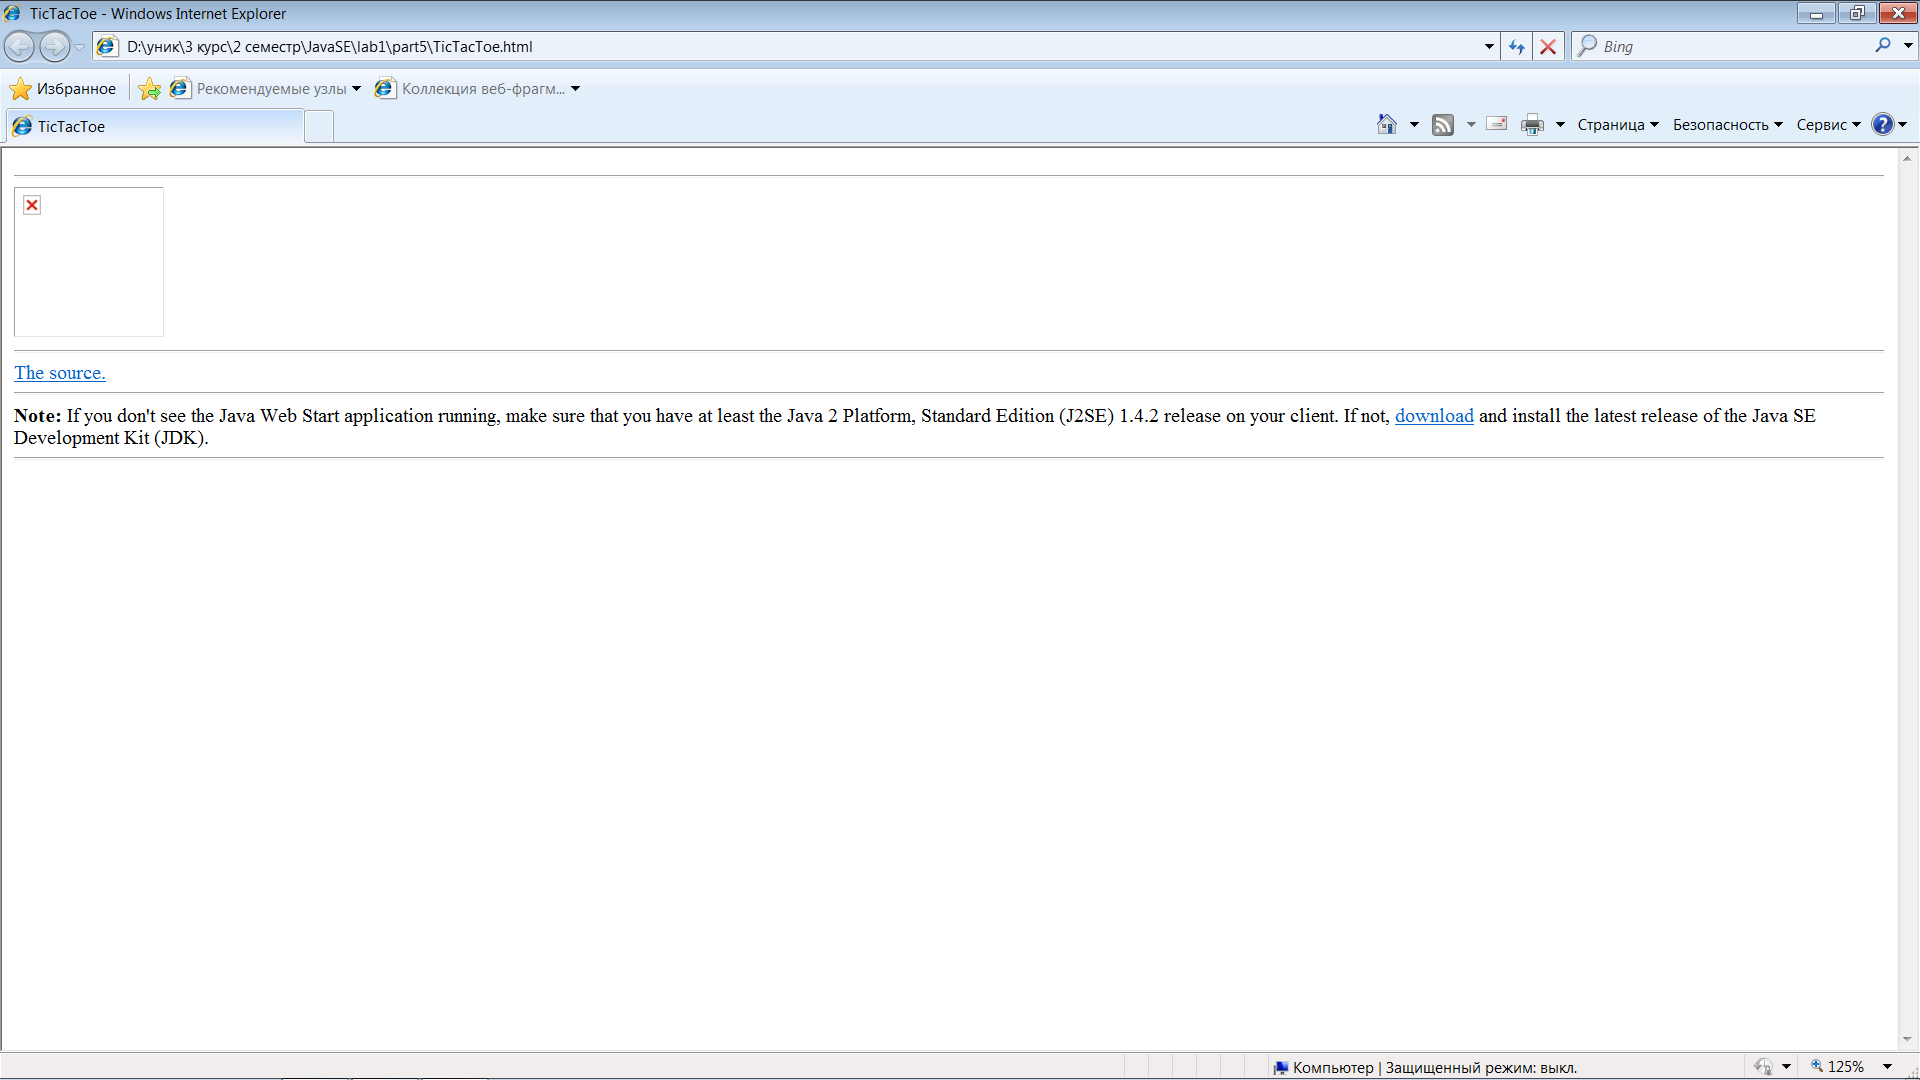 TicTacToe - Windows Internet Explorer
D:\уник\3 курс\2 семестр\JavaSE\lab1\part5\TicTacToe.html
Bing
Избранное
Рекомендуемые узлы
Коллекция веб-фрагм...
TicTacToe
Страница
Безопасность
Сервис
The source.
Note: If you don't see the Java Web Start application running, make sure that you have at least the Java 2 Platform, Standard Edition (J2SE) 1.4.2 release on your client. If not, download and install the latest release of the Java SE
Development Kit (JDK).
Компьютер | Защищенный режим: выкл.
125%